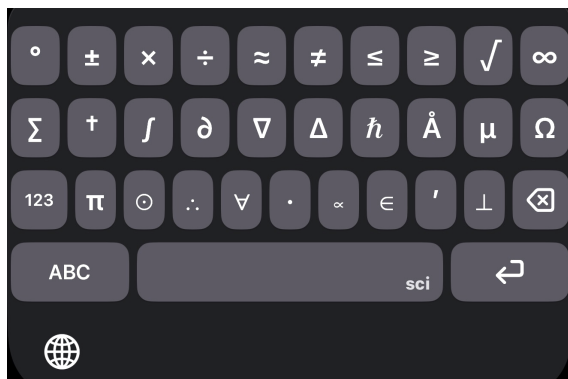 ° ± × ÷ ≈ ≠ ≤ ≥ √ ∞
∑ † ∫ ∂ ∇ Δ ℏ Å µ Ω
123 π ⊙ ∴ ∀ · ∝ ∈ ′ ⊥
ABC sci